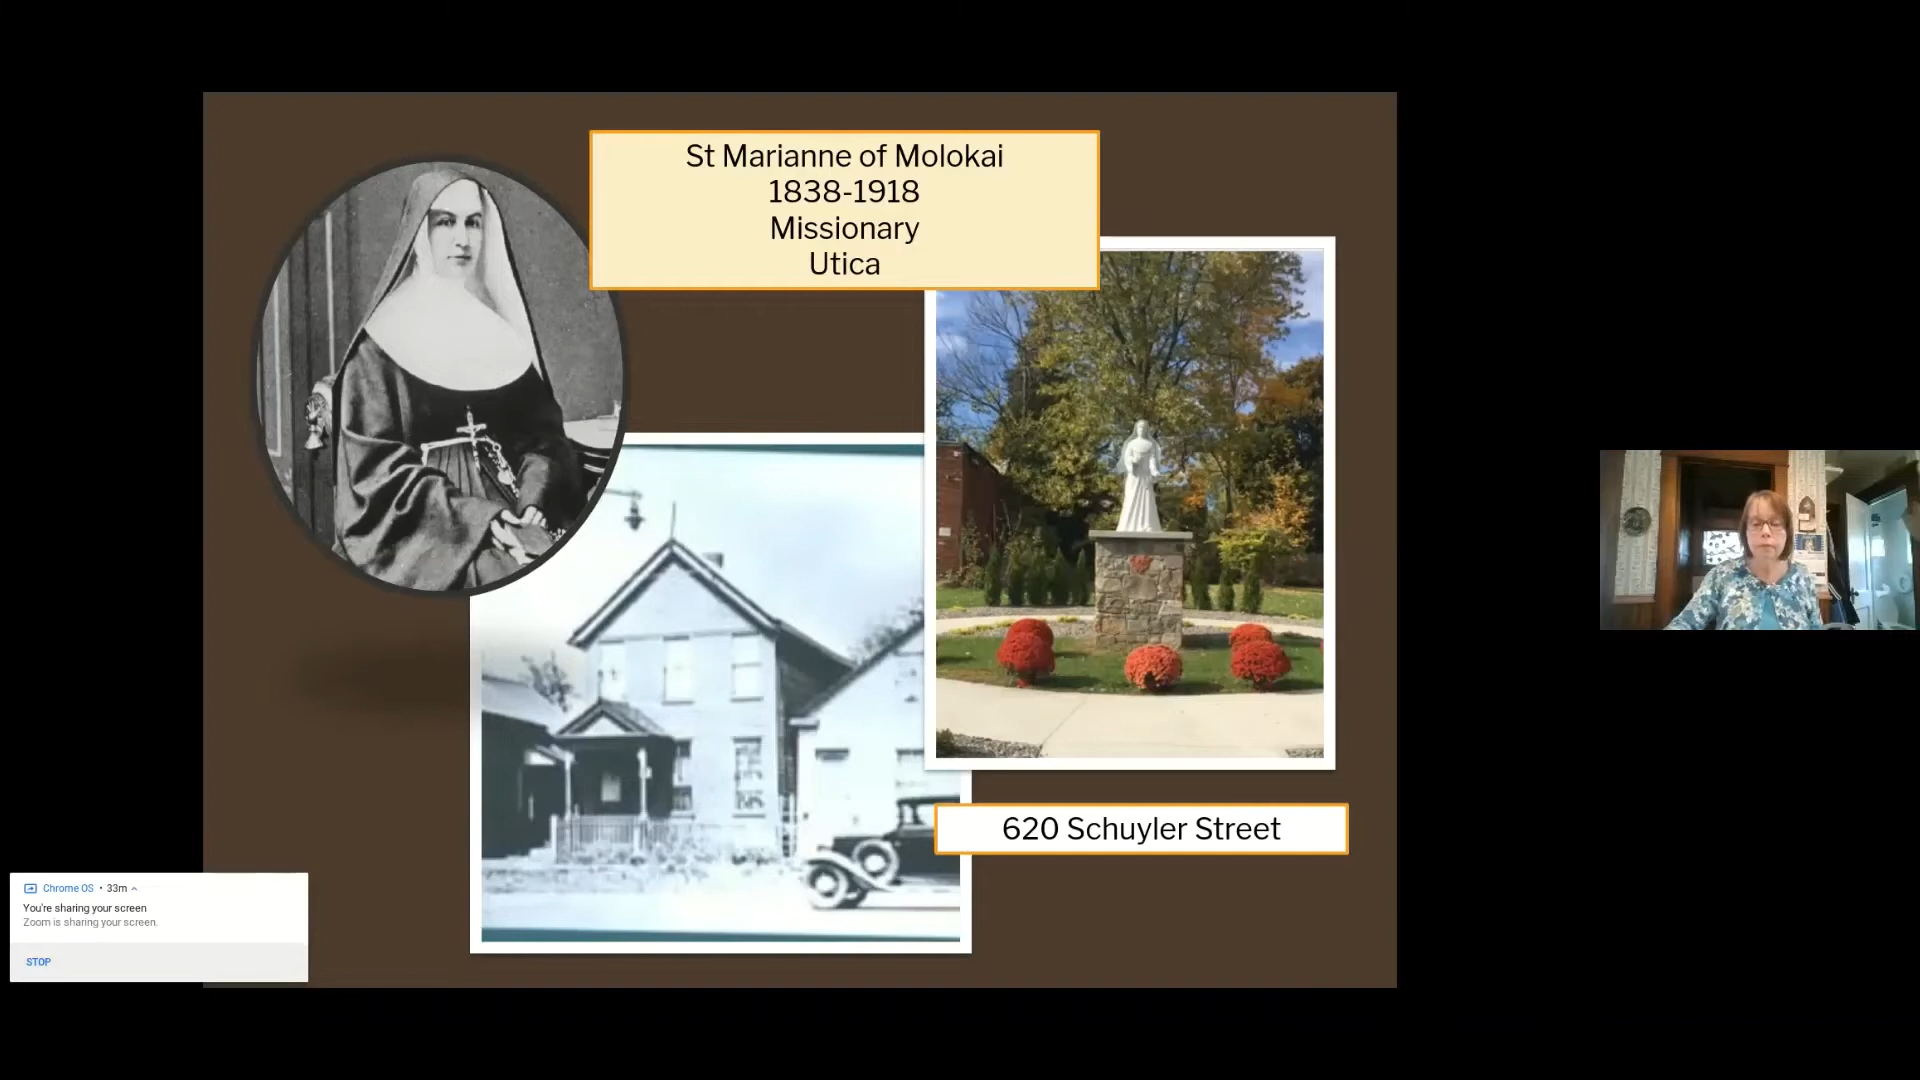 St Marianne of Molokai
1838-1918
Missionary
Utica
620 Schuyler Street
Chrome OS • 33m
You're sharing your screen
Zoom is sharing your screen.
STOP